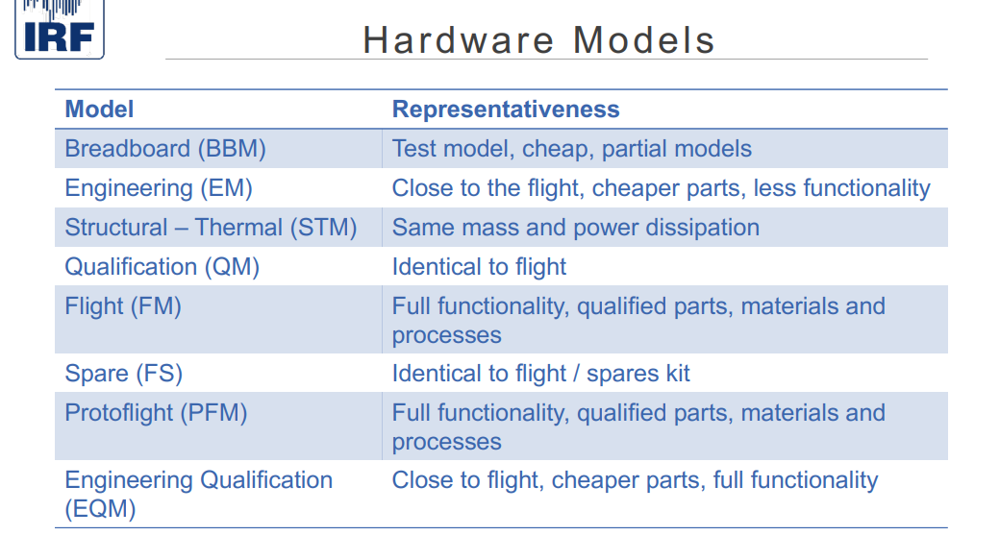 IRF
Hardware Models
Model Representativeness
Breadboard (BBM) Test model, cheap, partial models
Engineering (EM) Close to the flight, cheaper parts, less functionality
Structural – Thermal (STM) Same mass and power dissipation
Qualification (QM) Identical to flight
Flight (FM) Full functionality, qualified parts, materials and
processes
Spare (FS) Identical to flight / spares kit
Protoflight (PFM) Full functionality, qualified parts, materials and
processes
Engineering Qualification Close to flight, cheaper parts, full functionality
(EQM)